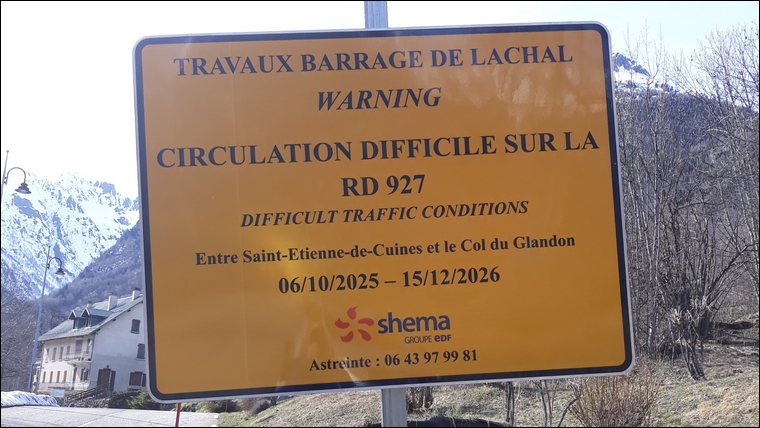 TRAVAUX BARRAGE DE LACHAL
WARNING
CIRCULATION DIFFICILE SUR LA
RD 927
DIFFICULT TRAFFIC CONDITIONS
Entre Saint-Etienne-de-Cuines et le Col du Glandon
06/10/2025 – 15/12/2026
shema
GROUPE eDF
Astreinte : 06 43 97 99 81